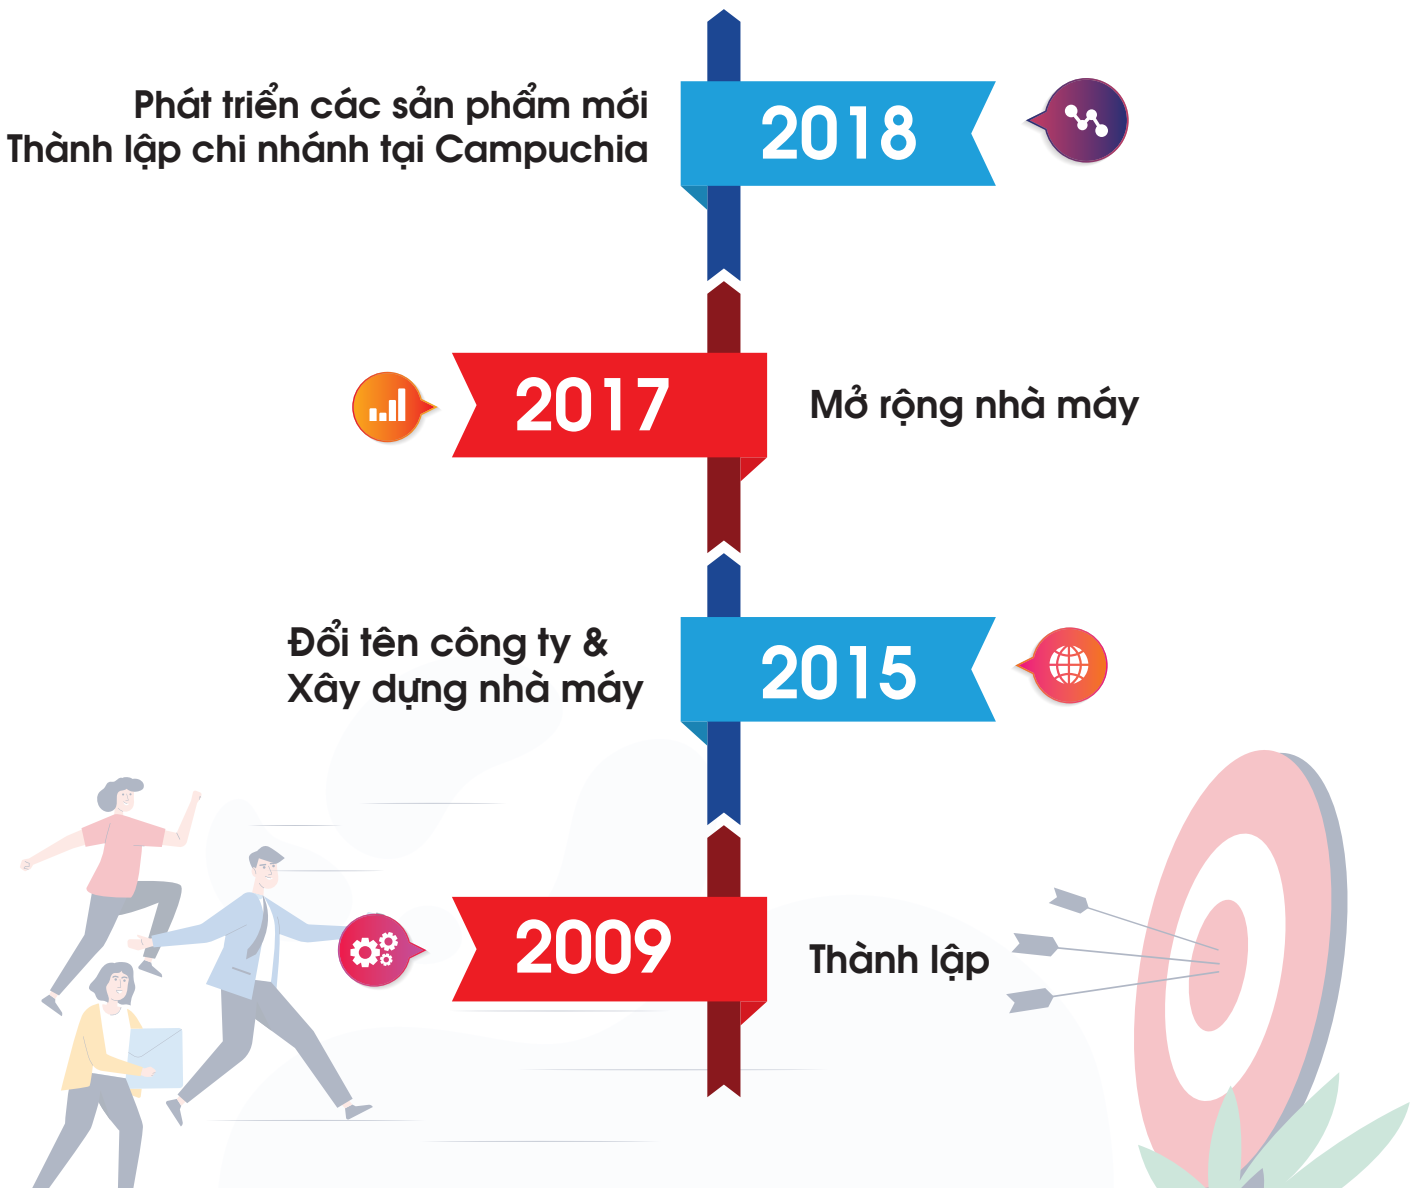 Phát triển các sản phẩm mới
Thành lập chi nhánh tại Campuchia
2018
2017
Mở rộng nhà máy
Đổi tên công ty &
Xây dựng nhà máy
2015
2009
Thành lập